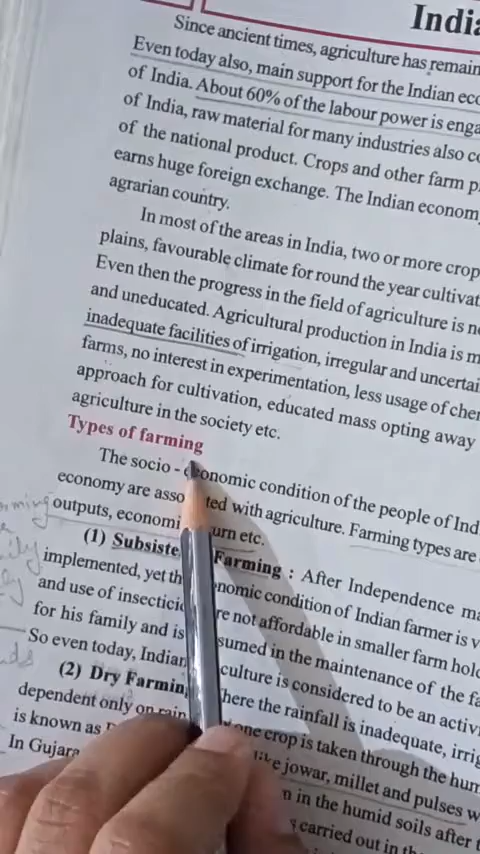 India
Since ancient times, agriculture has remain
Even today also, main support for the Indian eco
of India. About 60% of the labour power is enga
of India, raw material for many industries also co
of the national product. Crops and other farm p
earns huge foreign exchange. The Indian econom
agrarian country.
In most of the areas in India, two or more crop
plains, favourable climate for round the year cultivat
Even then the progress in the field of agriculture is n
and uneducated. Agricultural production in India is m
inadequate facilities of irrigation, irregular and uncertai
farms, no interest in experimentation, less usage of che
approach for cultivation, educated mass opting away
agriculture in the society etc.
Types of farming
The socio - economic condition of the people of Ind
economy are asso ted with agriculture. Farming types are
outputs, economi urn etc.
(1) Subsiste Farming : After Independence ma
implemented, yet th nomic condition of Indian farmer is v
and use of insectici re not affordable in smaller farm hold
for his family and is sumed in the maintenance of the fa
So even today, Indian culture is considered to be an activi
(2) Dry Farmin here the rainfall is inadequate, irrig
dependent only on rain one crop is taken through the hum
is known as like jowar, millet and pulses w
In Gujara n in the humid soils after t
carried out in th